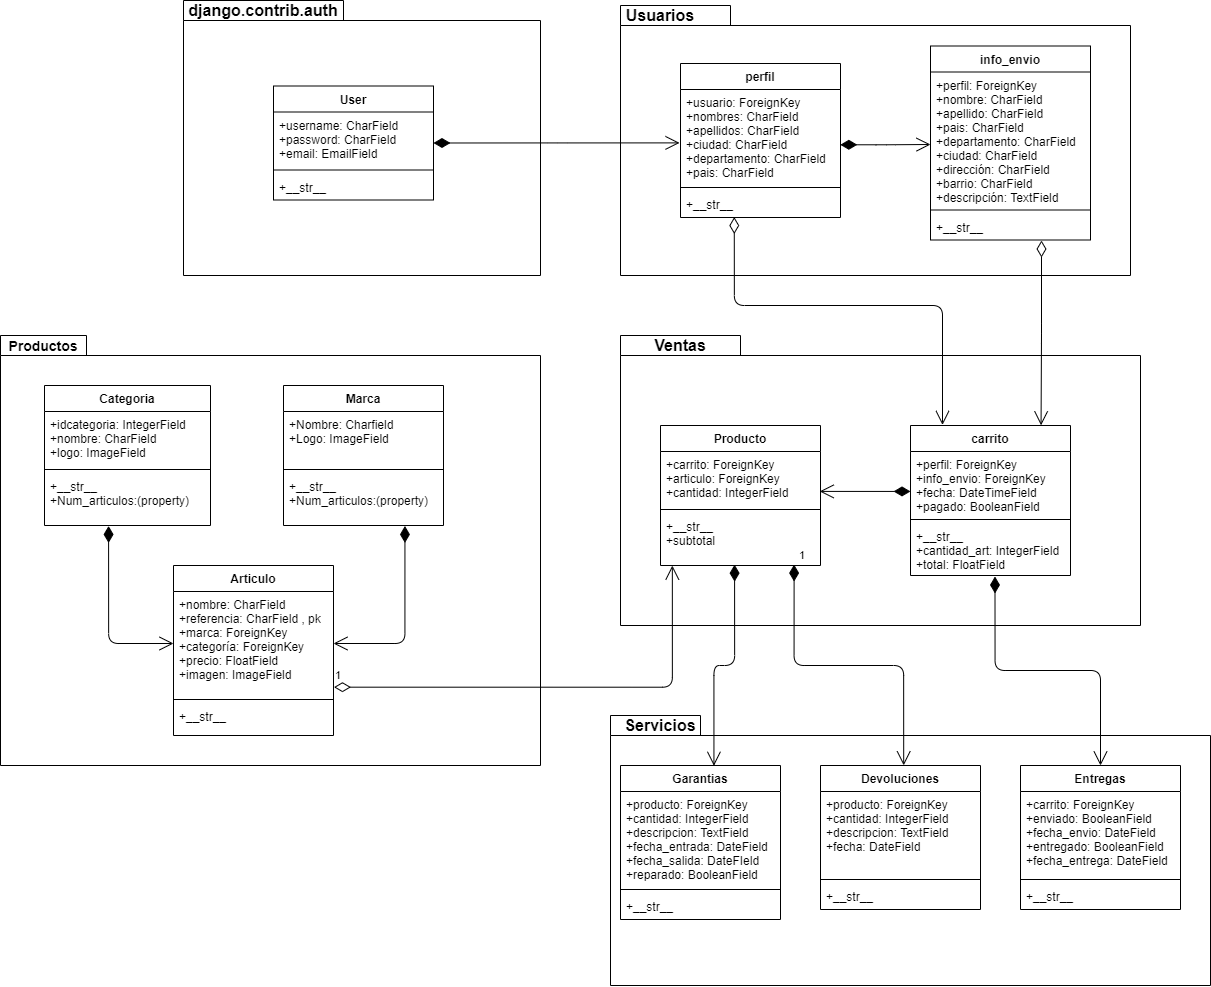 django.contrib.auth
User
+username: CharField
+password: CharField
+email: EmailField
+__str__
Usuarios
perfil
+usuario: ForeignKey
+nombres: CharField
+apellidos: CharField
+ciudad: CharField
+departamento: CharField
+pais: CharField
+__str__
info_envio
+perfil: ForeignKey
+nombre: CharField
+apellido: CharField
+pais: CharField
+departamento: CharField
+ciudad: CharField
+dirección: CharField
+barrio: CharField
+descripción: TextField
+__str__
Productos
Categoria
+idcategoria: IntegerField
+nombre: CharField
+logo: ImageField
+__str__
+Num_articulos:(property)
Marca
+Nombre: Charfield
+Logo: ImageField
+__str__
+Num_articulos:(property)
Articulo
+nombre: CharField
+referencia: CharField , pk
+marca: ForeignKey
+categoría: ForeignKey
+precio: FloatField
+imagen: ImageField
+__str__
1
Ventas
Producto
+carrito: ForeignKey
+articulo: ForeignKey
+cantidad: IntegerField
+__str__
+subtotal
1
carrito
+perfil: ForeignKey
+info_envio: ForeignKey
+fecha: DateTimeField
+pagado: BooleanField
+__str__
+cantidad_art: IntegerField
+total: FloatField
Servicios
Garantias
+producto: ForeignKey
+cantidad: IntegerField
+descripcion: TextField
+fecha_entrada: DateField
+fecha_salida: DateFIeld
+reparado: BooleanField
+__str__
Devoluciones
+producto: ForeignKey
+cantidad: IntegerField
+descripcion: TextField
+fecha: DateField
+__str__
Entregas
+carrito: ForeignKey
+enviado: BooleanField
+fecha_envio: DateField
+entregado: BooleanField
+fecha_entrega: DateField
+__str__